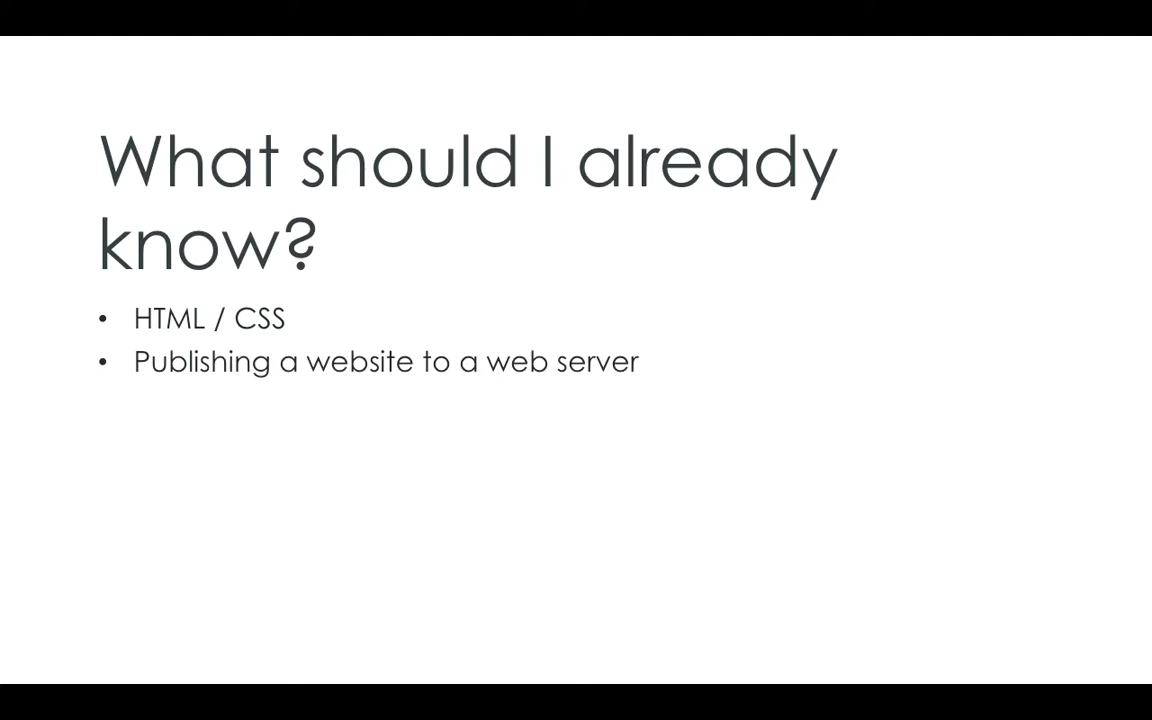 What should I already
know?
• HTML / CSS
• Publishing a website to a web server